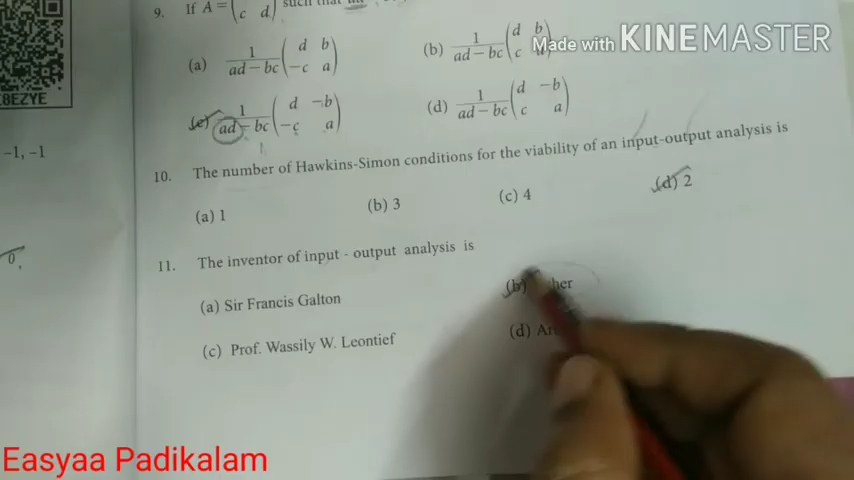 9. If A = ( c d ) such that
(a) 1/(ad − bc) ( d b −c a )
(b) 1/(ad − bc) ( d b c a )
Made with KINEMASTER
8EZYE
(c) 1/(ad − bc) ( d −b −c a )
(d) 1/(ad − bc) ( d −b c a )
−1, −1
10. The number of Hawkins-Simon conditions for the viability of an input-output analysis is
(a) 1 (b) 3 (c) 4 (d) 2
0,
11. The inventor of input - output analysis is
(a) Sir Francis Galton (b)
(c) Prof. Wassily W. Leontief (d)
Easyaa Padikalam